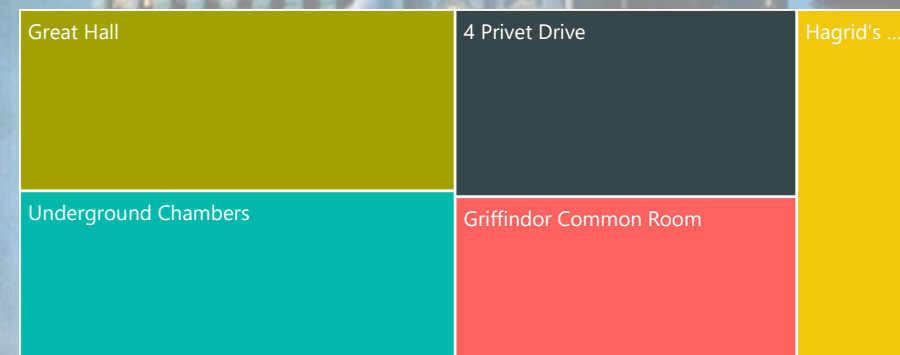 Great Hall
4 Privet Drive
Hagrid's ...
Underground Chambers
Griffindor Common Room